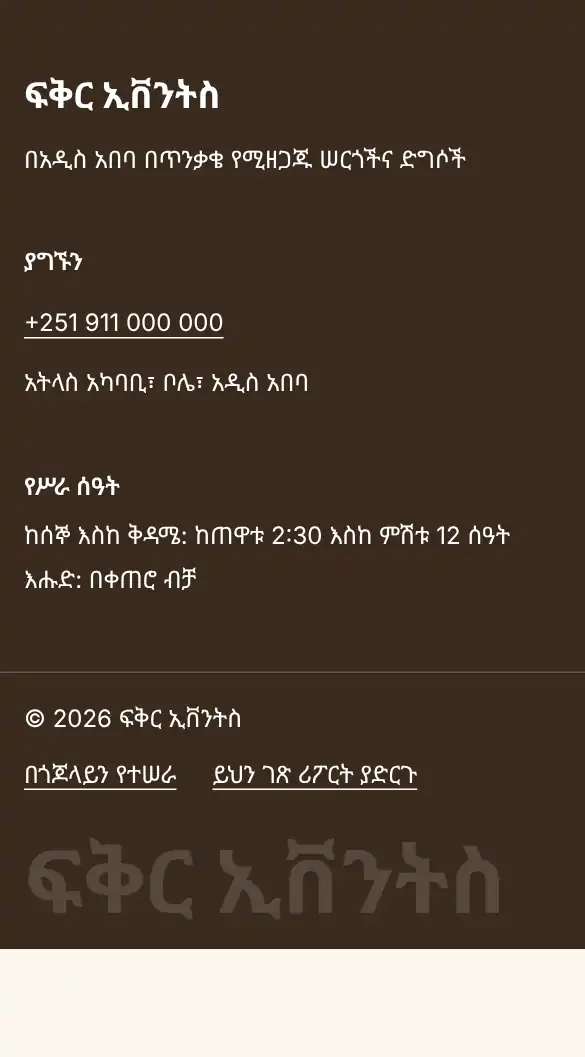 ፍቅር ኢቨንትስ
በአዲስ አበባ በጥንቃቄ የሚዘጋጁ ሠርጎችና ድግሶች
ያግኙን
+251 911 000 000
አትላስ አካባቢ፣ ቦሌ፣ አዲስ አበባ
የሥራ ሰዓት
ከሰኞ እስከ ቅዳሜ: ከጠዋቱ 2:30 እስከ ምሽቱ 12 ሰዓት
እሑድ: በቀጠሮ ብቻ
© 2026 ፍቅር ኢቨንትስ
በጎጆላይን የተሠራ ይህን ገጽ ሪፖርት ያድርጉ
ፍቅር ኢቨንትስ